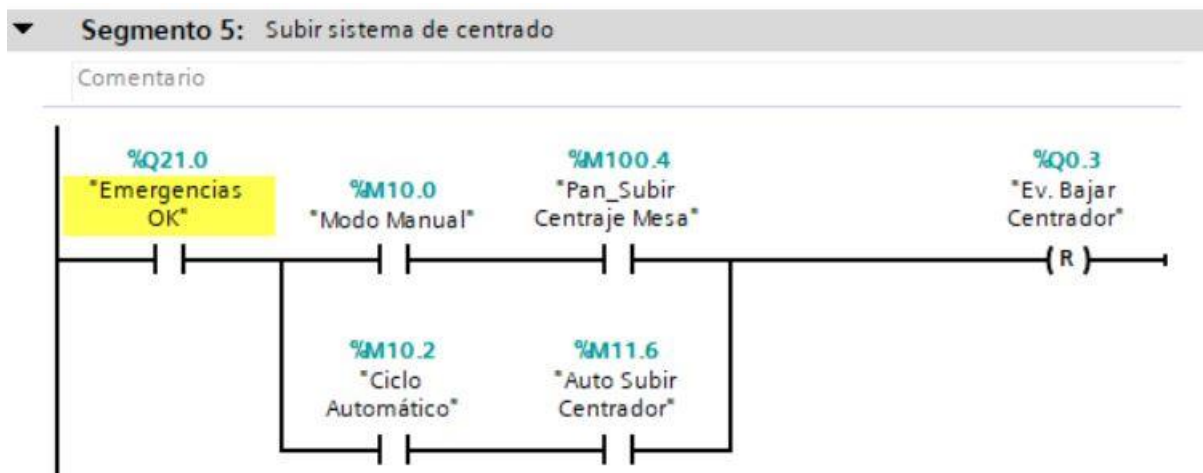 Segmento 5: Subir sistema de centrado
Comentario
%Q21.0
"Emergencias
OK"
%M10.0
"Modo Manual"
%M100.4
"Pan_Subir
Centraje Mesa"
%Q0.3
"Ev. Bajar
Centrador"
R
%M10.2
"Ciclo
Automático"
%M11.6
"Auto Subir
Centrador"